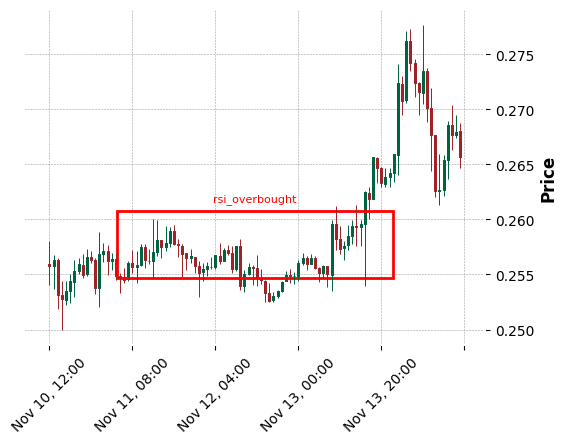 0.275
0.270
0.265
rsi_overbought
0.260
0.255
0.250
Price
Nov 10, 12:00
Nov 11, 08:00
Nov 12, 04:00
Nov 13, 00:00
Nov 13, 20:00